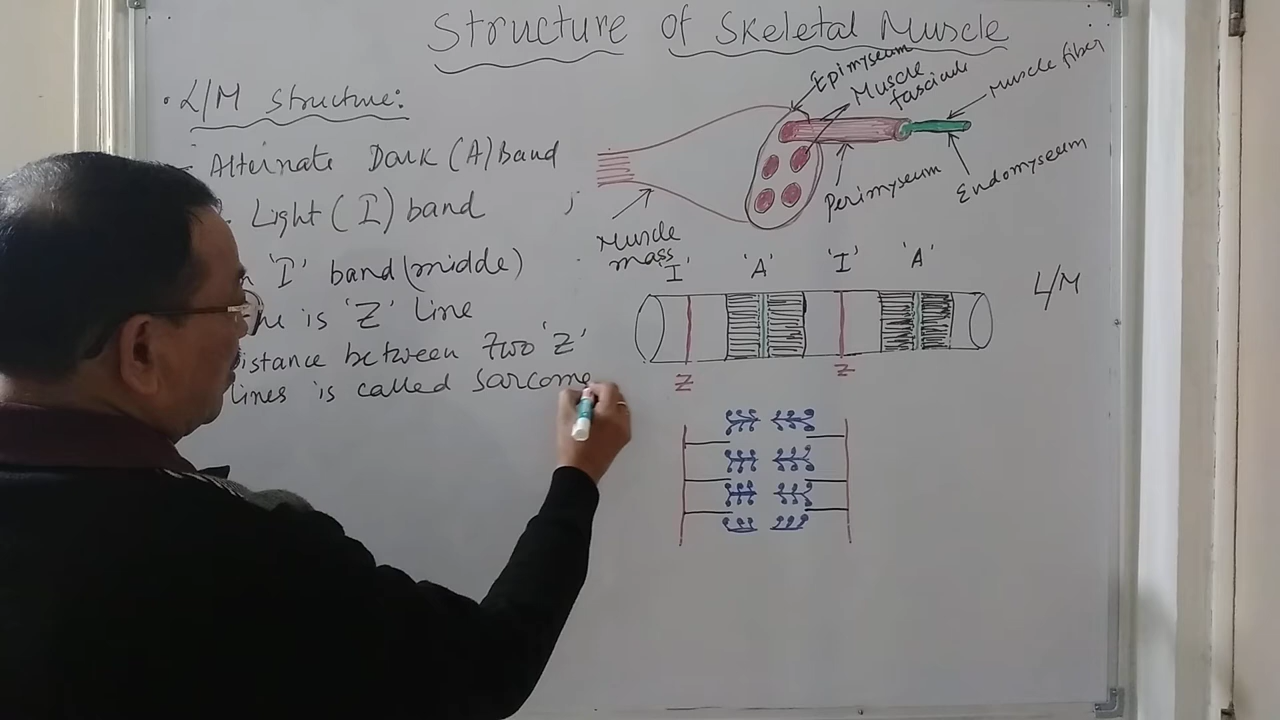 Structure of Skeletal Muscle
. L/M Structure:
- Alternate Dark (A) Band
Light (I) band
'I' band (midde)
is 'Z' line
istance between two 'Z'
lines is called Sarcome
Epimyseum
Muscle
fascicule
Muscle fiber
Perimyseum
Endomyseum
Muscle
mass
'I' 'A' 'I' 'A'
L/M
Z Z